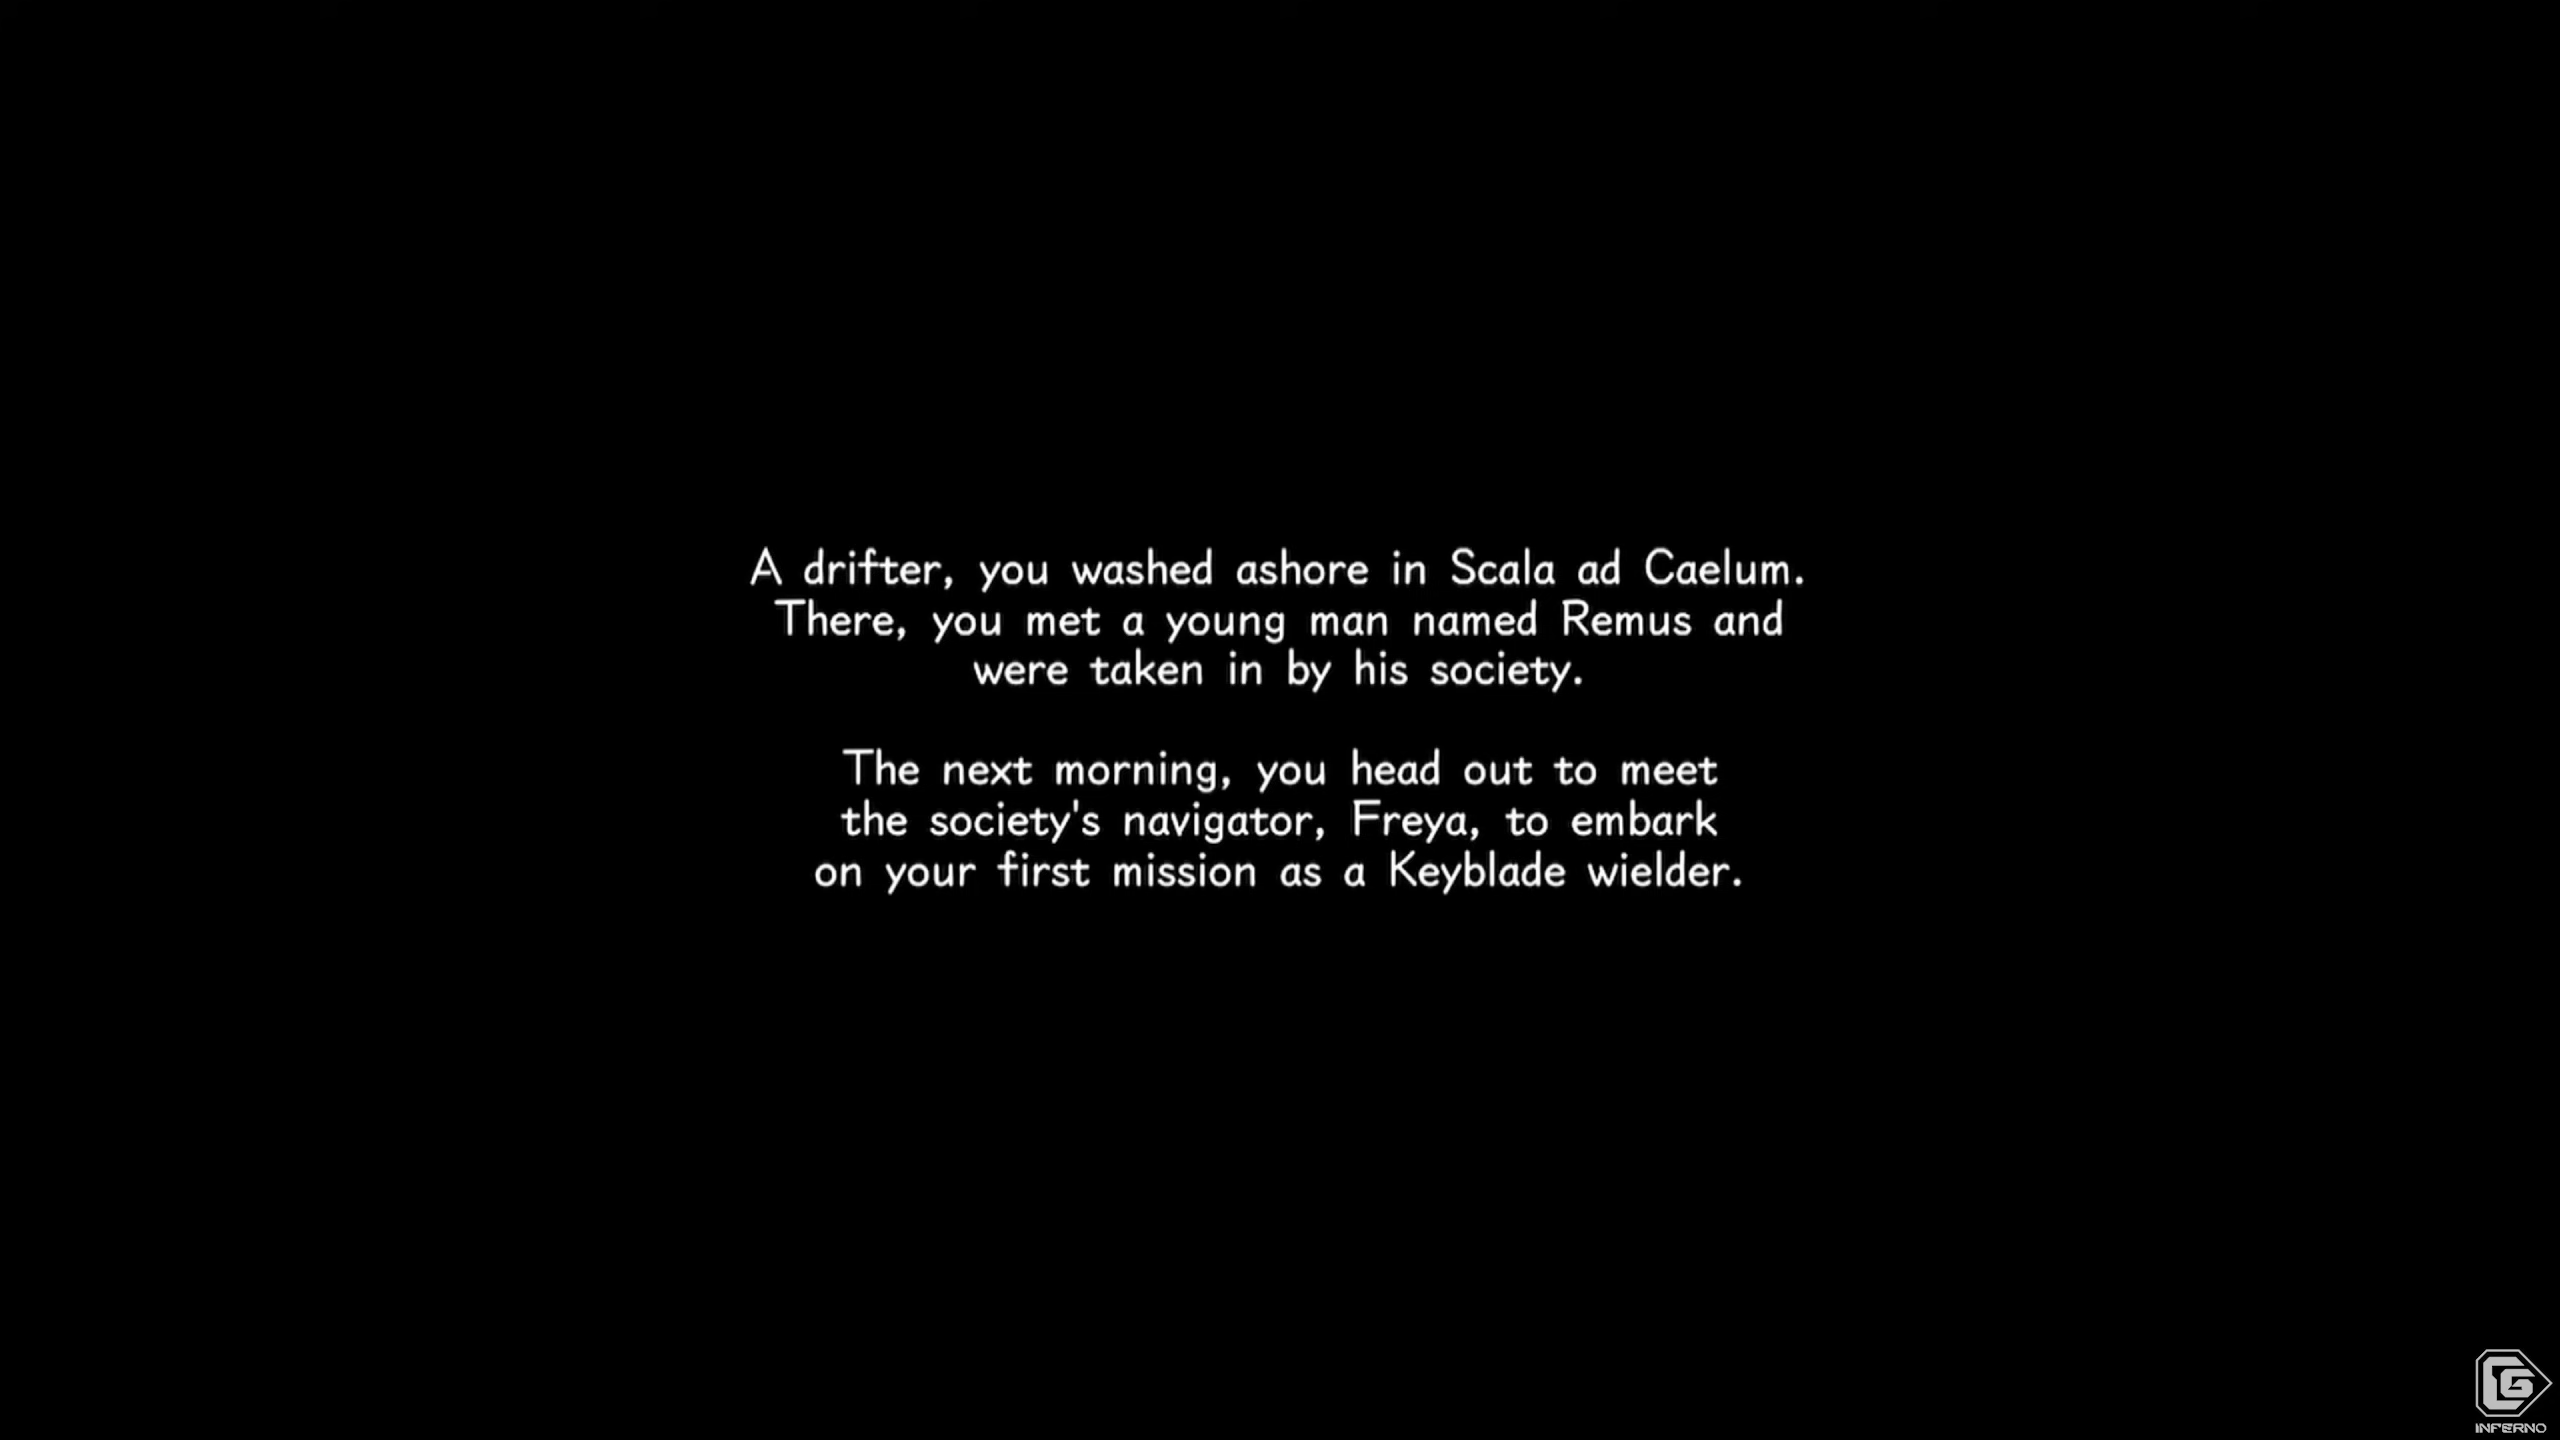 A drifter, you washed ashore in Scala ad Caelum.
There, you met a young man named Remus and
were taken in by his society.
The next morning, you head out to meet
the society's navigator, Freya, to embark
on your first mission as a Keyblade wielder.
INFERNO